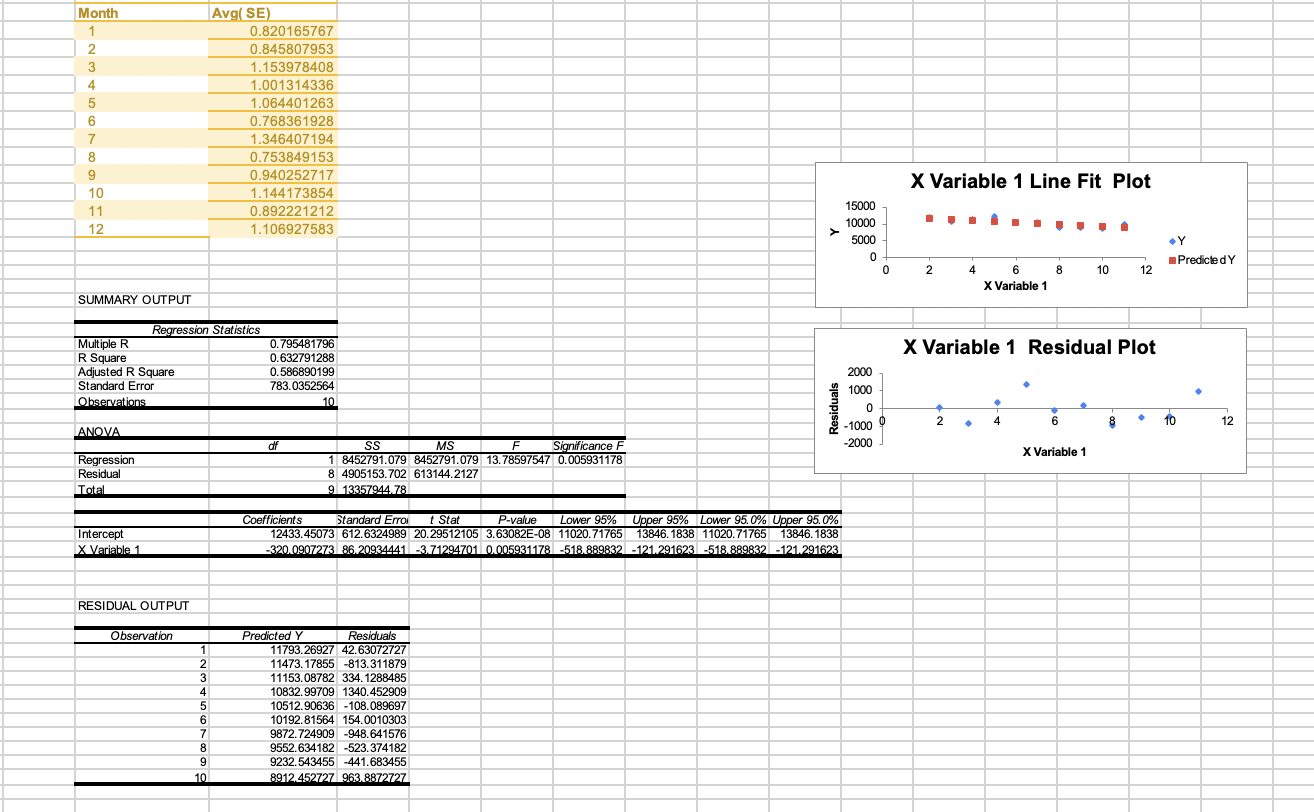 Month Avg( SE)
1 0.820165767
2 0.845807953
3 1.153978408
4 1.001314336
5 1.064401263
6 0.768361928
7 1.346407194
8 0.753849153
9 0.940252717
10 1.144173854
11 0.892221212
12 1.106927583
X Variable 1 Line Fit Plot
15000
10000
5000
0
Y
0 2 4 6 8 10 12
X Variable 1
Y
Predicted Y
SUMMARY OUTPUT
Regression Statistics
Multiple R 0.795481796
R Square 0.632791288
Adjusted R Square 0.586890199
Standard Error 783.0352564
Observations 10
X Variable 1 Residual Plot
2000
1000
0
-1000
-2000
Residuals
0 2 4 6 8 10 12
X Variable 1
ANOVA
df SS MS F Significance F
Regression 1 8452791.079 8452791.079 13.78597547 0.005931178
Residual 8 4905153.702 613144.2127
Total 9 13357944.78
Coefficients Standard Error t Stat P-value Lower 95% Upper 95% Lower 95.0% Upper 95.0%
Intercept 12433.45073 612.6324989 20.29512105 3.63082E-08 11020.71765 13846.1838 11020.71765 13846.1838
X Variable 1 -320.0907273 86.20934441 -3.71294701 0.005931178 -518.889832 -121.291623 -518.889832 -121.291623
RESIDUAL OUTPUT
Observation Predicted Y Residuals
1 11793.26927 42.63072727
2 11473.17855 -813.311879
3 11153.08782 334.1288485
4 10832.99709 1340.452909
5 10512.90636 -108.089697
6 10192.81564 154.0010303
7 9872.724909 -948.641576
8 9552.634182 -523.374182
9 9232.543455 -441.683455
10 8912.452727 963.8872727